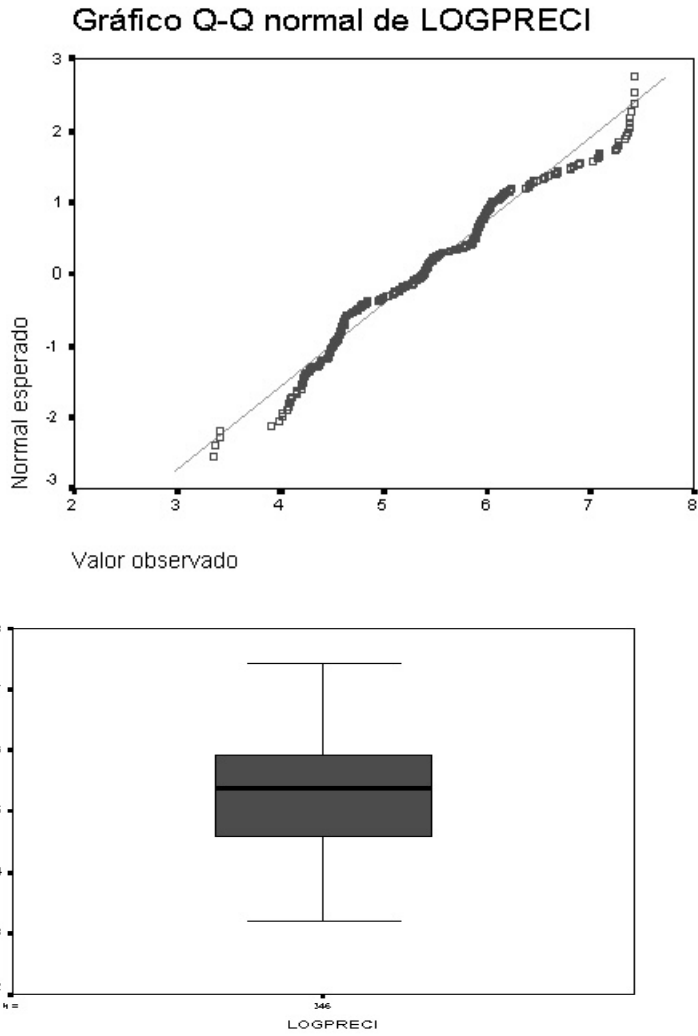 Gráfico Q-Q normal de LOGPRECI
3
2
1
0
-1
-2
-3
Normal esperado
2 3 4 5 6 7 8
Valor observado
N = 346
LOGPRECI